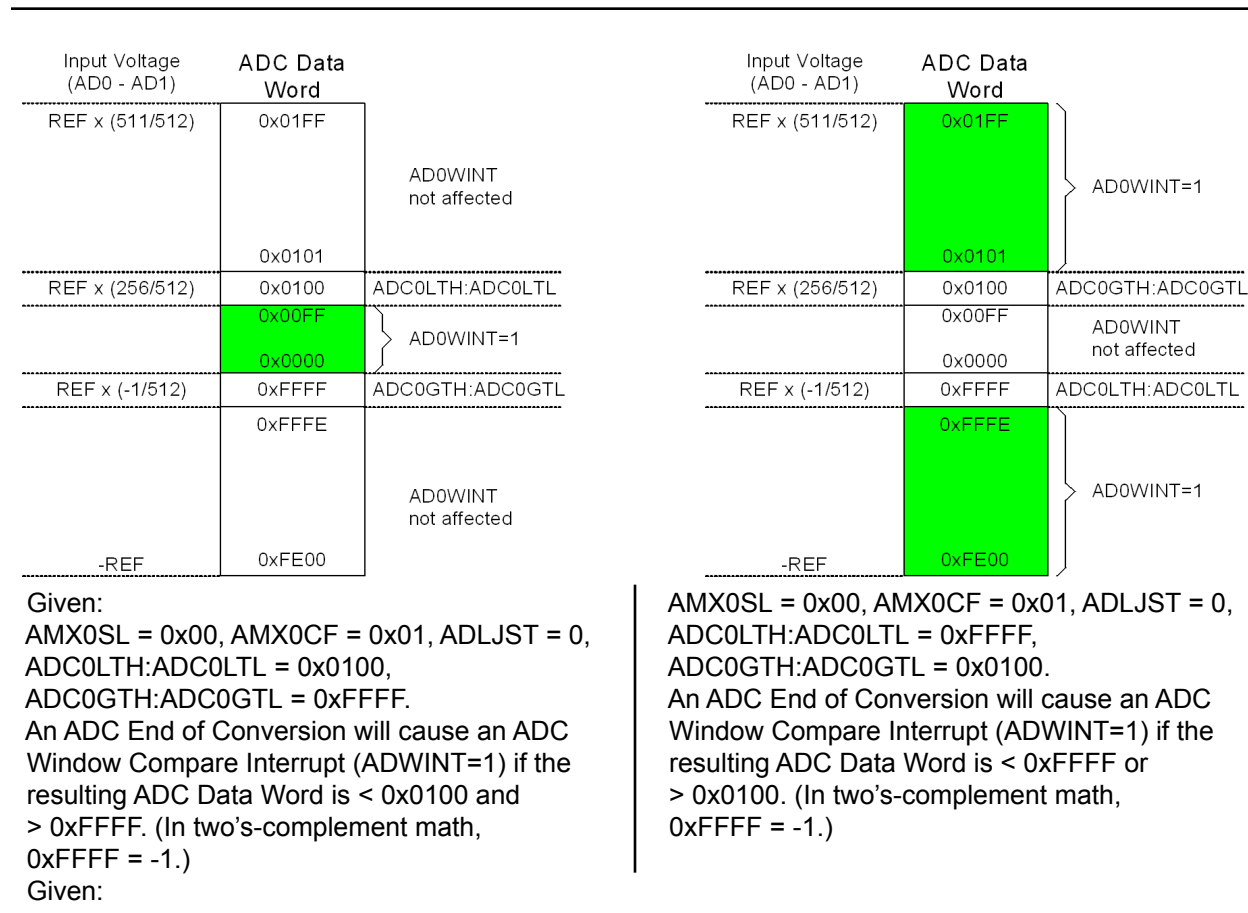 Input Voltage
(AD0 - AD1)
ADC Data
Word
REF x (511/512)
0x01FF
AD0WINT
not affected
0x0101
REF x (256/512)
0x0100
ADC0LTH:ADC0LTL
0x00FF
AD0WINT=1
0x0000
REF x (-1/512)
0xFFFF
ADC0GTH:ADC0GTL
0xFFFE
AD0WINT
not affected
-REF
0xFE00
Given:
AMX0SL = 0x00, AMX0CF = 0x01, ADLJST = 0,
ADC0LTH:ADC0LTL = 0x0100,
ADC0GTH:ADC0GTL = 0xFFFF.
An ADC End of Conversion will cause an ADC
Window Compare Interrupt (ADWINT=1) if the
resulting ADC Data Word is < 0x0100 and
> 0xFFFF. (In two’s-complement math,
0xFFFF = -1.)
Given:
Input Voltage
(AD0 - AD1)
ADC Data
Word
REF x (511/512)
0x01FF
AD0WINT=1
0x0101
REF x (256/512)
0x0100
ADC0GTH:ADC0GTL
0x00FF
AD0WINT
not affected
0x0000
REF x (-1/512)
0xFFFF
ADC0LTH:ADC0LTL
0xFFFE
AD0WINT=1
-REF
0xFE00
AMX0SL = 0x00, AMX0CF = 0x01, ADLJST = 0,
ADC0LTH:ADC0LTL = 0xFFFF,
ADC0GTH:ADC0GTL = 0x0100.
An ADC End of Conversion will cause an ADC
Window Compare Interrupt (ADWINT=1) if the
resulting ADC Data Word is < 0xFFFF or
> 0x0100. (In two’s-complement math,
0xFFFF = -1.)